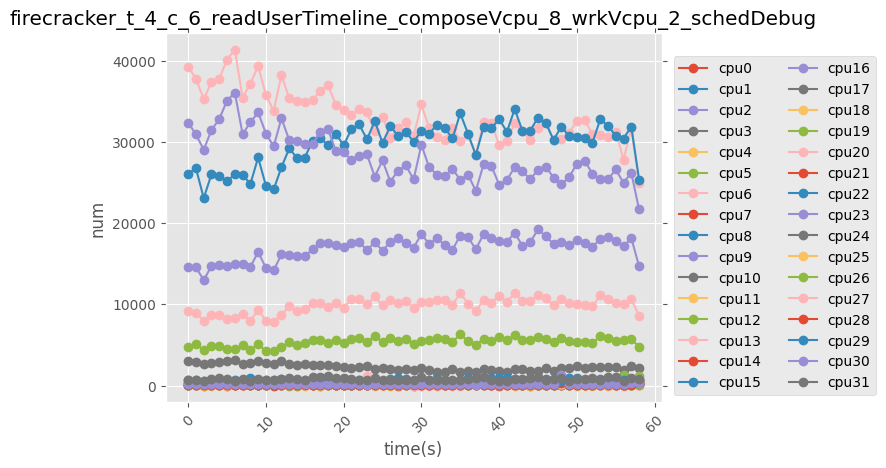 firecracker_t_4_c_6_readUserTimeline_composeVcpu_8_wrkVcpu_2_schedDebug
40000
30000
20000
10000
0
num
0 10 20 30 40 50 60
time(s)
cpu0 cpu16
cpu1 cpu17
cpu2 cpu18
cpu3 cpu19
cpu4 cpu20
cpu5 cpu21
cpu6 cpu22
cpu7 cpu23
cpu8 cpu24
cpu9 cpu25
cpu10 cpu26
cpu11 cpu27
cpu12 cpu28
cpu13 cpu29
cpu14 cpu30
cpu15 cpu31